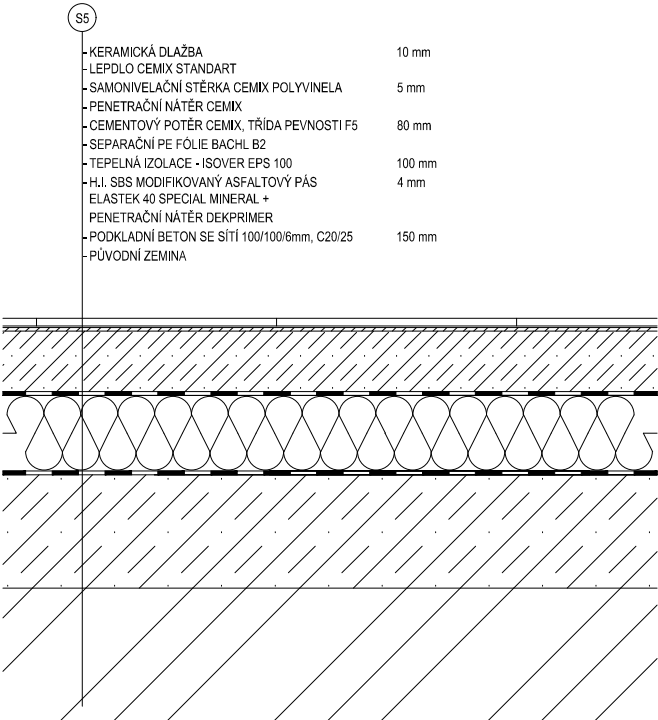 S5
- KERAMICKÁ DLAŽBA 10 mm
- LEPDLO CEMIX STANDART
- SAMONIVELAČNÍ STĚRKA CEMIX POLYVINELA 5 mm
- PENETRAČNÍ NÁTĚR CEMIX
- CEMENTOVÝ POTĚR CEMIX, TŘÍDA PEVNOSTI F5 80 mm
- SEPARAČNÍ PE FÓLIE BACHL B2
- TEPELNÁ IZOLACE - ISOVER EPS 100 100 mm
- H.I. SBS MODIFIKOVANÝ ASFALTOVÝ PÁS 4 mm
ELASTEK 40 SPECIAL MINERAL +
PENETRAČNÍ NÁTĚR DEKPRIMER
- PODKLADNÍ BETON SE SÍTÍ 100/100/6mm, C20/25 150 mm
- PŮVODNÍ ZEMINA